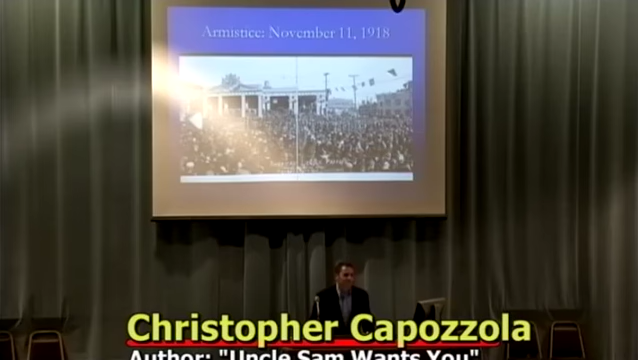 Armistice: November 11, 1918
Christopher Capozzola
Author: "Uncle Sam Wants You"